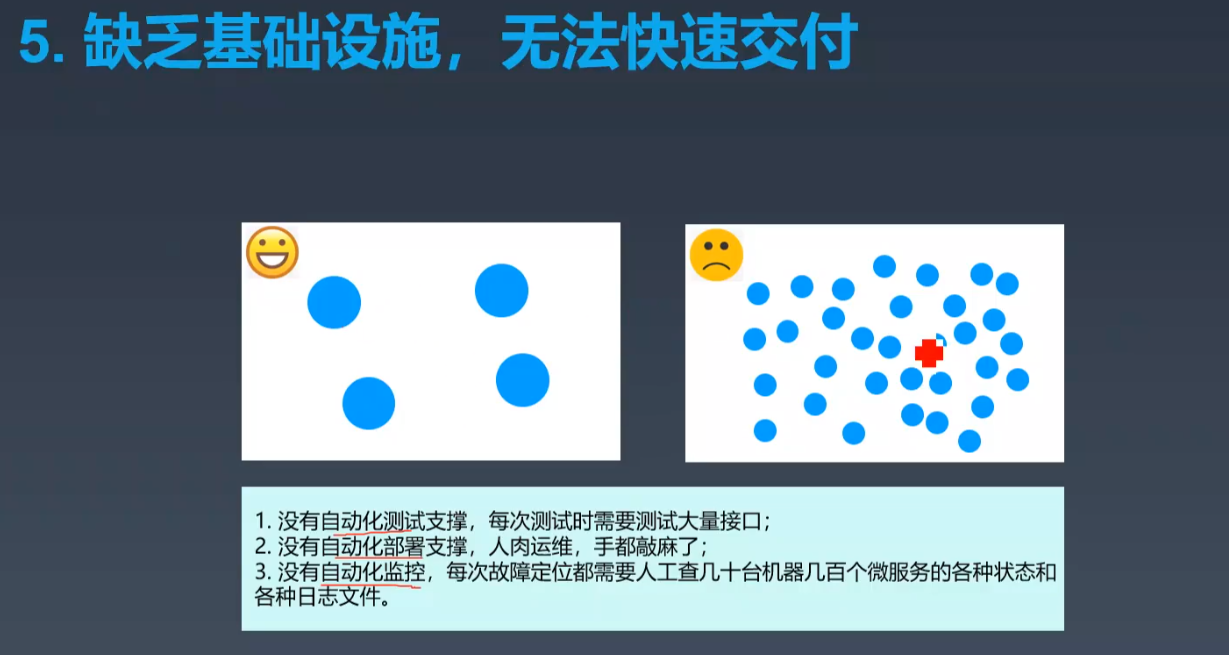 5. 缺乏基础设施，无法快速交付
1. 没有自动化测试支撑，每次测试时需要测试大量接口；
2. 没有自动化部署支撑，人肉运维，手都敲麻了；
3. 没有自动化监控，每次故障定位都需要人工查几十台机器几百个微服务的各种状态和
各种日志文件。